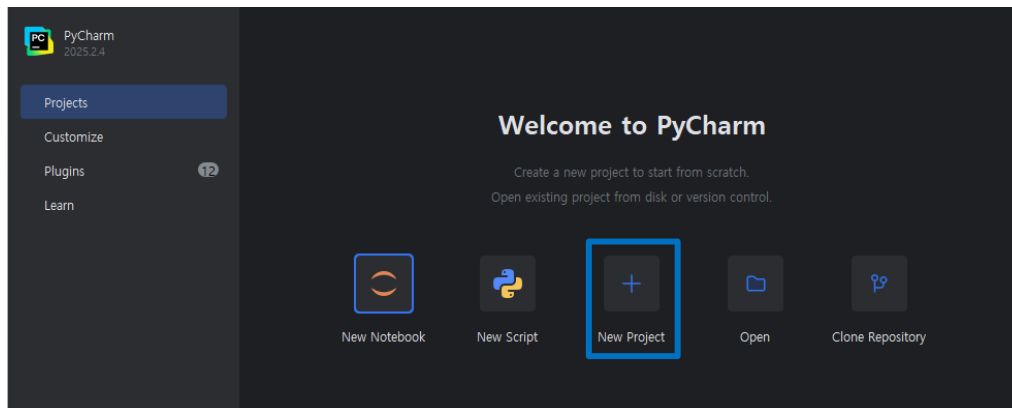 PC
PyCharm
2025.2.4
Projects
Customize
Plugins 12
Learn
Welcome to PyCharm
Create a new project to start from scratch.
Open existing project from disk or version control.
New Notebook
New Script
New Project
Open
Clone Repository